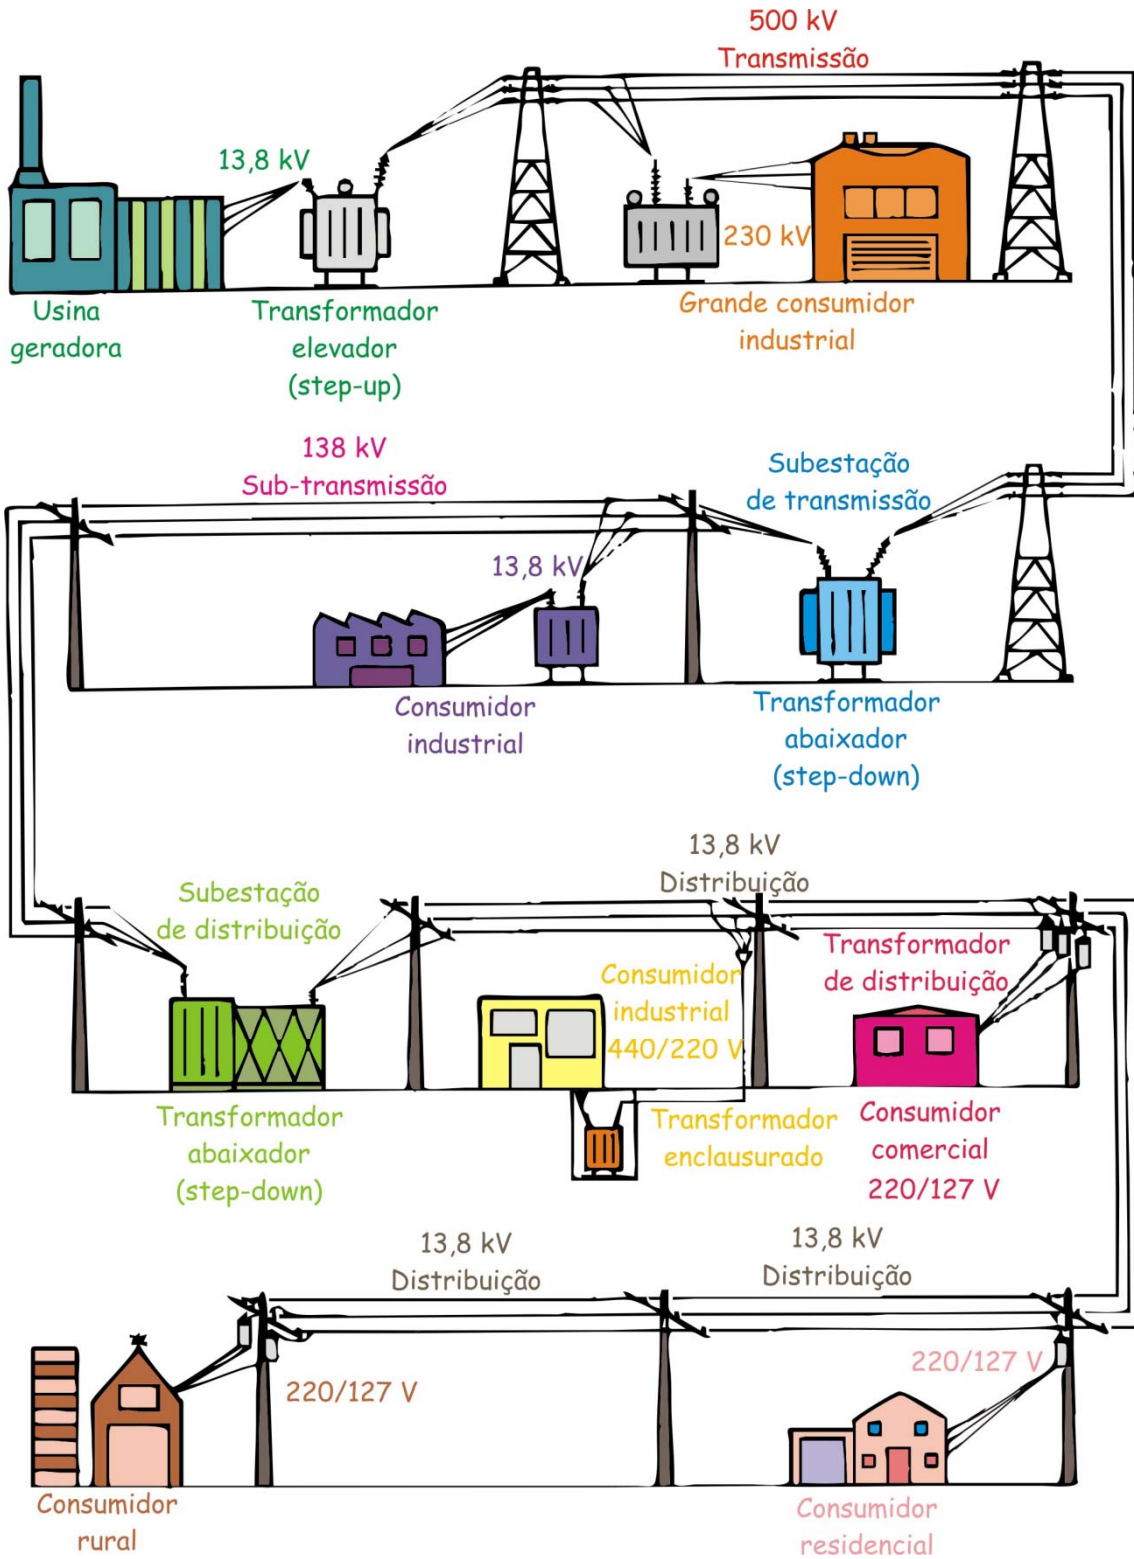 500 kV
Transmissão
13,8 kV
230 kV
Usina
geradora
Transformador
elevador
(step-up)
Grande consumidor
industrial
138 kV
Sub-transmissão
Subestação
de transmissão
13,8 kV
Consumidor
industrial
Transformador
abaixador
(step-down)
13,8 kV
Distribuição
Subestação
de distribuição
Consumidor
industrial
440/220 V
Transformador
de distribuição
Transformador
abaixador
(step-down)
Transformador
enclausurado
Consumidor
comercial
220/127 V
13,8 kV
Distribuição
13,8 kV
Distribuição
220/127 V
220/127 V
Consumidor
rural
Consumidor
residencial